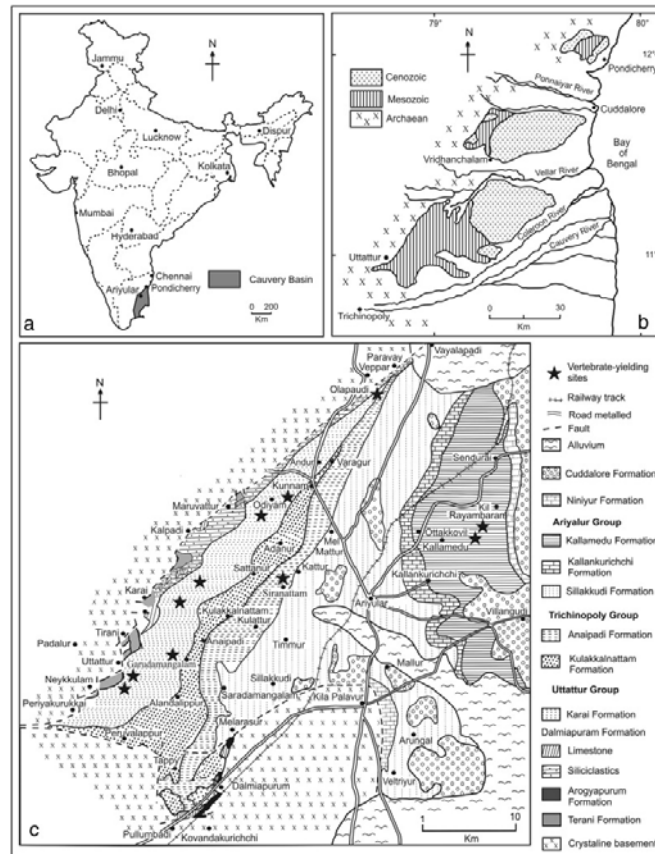 N
Jammu
Delhi
Lucknow
Dispur
Bhopal
Kolkata
Mumbai
Hyderabad
Chennai
Ariyular
Pondicherry
Cauvery Basin
0 200
Km
a
79°
80°
N
12°
Cenozoic
Mesozoic
Archaean
Pondicherry
Ponnaiyar River
Cuddalore
Bay of
Bengal
Vridhanchalam
Vellar River
Coleroon River
Cauvery River
Uttattur
11°
Trichinopoly
0 30
Km
b
N
Paravay
Veppar
Vayalapadi
Olapaudi
Andur
Varagur
Sendurai
Kunnam
Maruvattur
Odiyam
Kalpadi
Kil
Rayambaram
Mel
Mattur
Ottakkovil
Kallamedu
Adanur
Sattanur
Kattur
Siranattam
Kallankurichchi
Karai
Ariyalur
Kulakkalnattam
Kulattur
Villangudi
Tirani
Anaipadi
Padalur
Timmur
Uttattur
Garudamangalam
Mallur
Neykkulam
Sillakkudi
Saradamangalam
Kila Palavur
Periyakurukkai
Alandalippur
Melarasur
Peruvalappur
Arungal
Tappy
Veltriyur
Dalmiapurum
Pullumbadi
Kovandakurichchi
1 10
Km
c
Vertebrate-yielding
sites
Railway track
Road metalled
Fault
Alluvium
Cuddalore Formation
Niniyur Formation
Ariyalur Group
Kallamedu Formation
Kallankurichchi
Formation
Sillakkudi Formation
Trichinopoly Group
Anaipadi Formation
Kulakkalnattam
Formation
Uttattur Group
Karai Formation
Dalmiapuram Formation
Limestone
Siliciclastics
Arogyapurum
Formation
Terani Formation
Crystaline basement